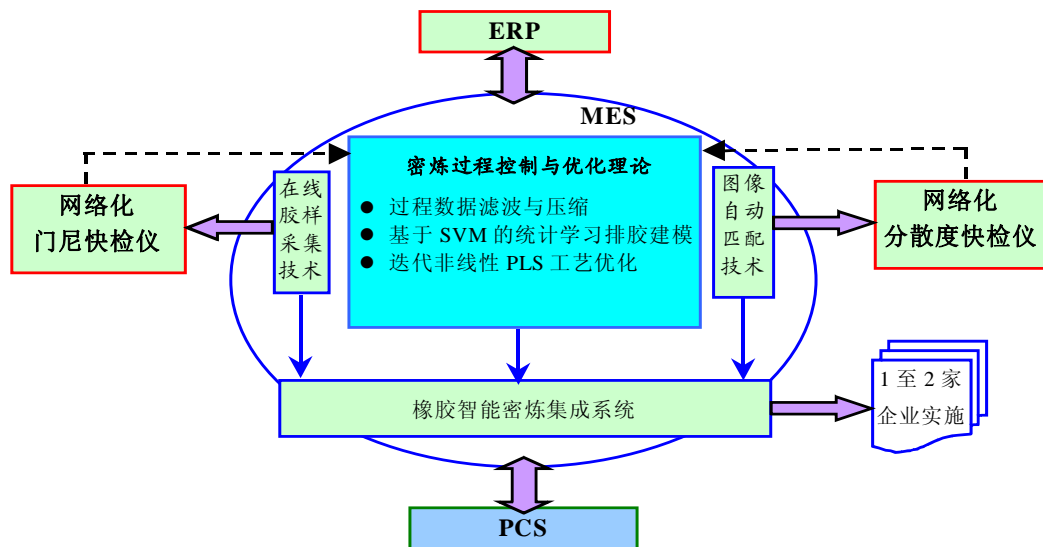 ERP
MES
密炼过程控制与优化理论
● 过程数据滤波与压缩
● 基于 SVM 的统计学习排胶建模
● 迭代非线性 PLS 工艺优化
网络化
门尼快检仪
在线
胶样
采集
技术
图像
自动
匹配
技术
网络化
分散度快检仪
橡胶智能密炼集成系统
1 至 2 家
企业实施
PCS